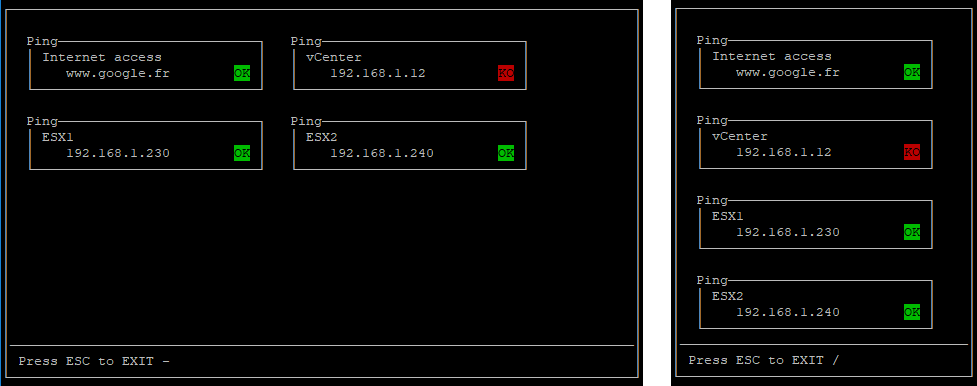 Ping
Internet access
www.google.fr OK
Ping
vCenter
192.168.1.12 KO
Ping
ESX1
192.168.1.230 OK
Ping
ESX2
192.168.1.240 OK
Press ESC to EXIT -
Ping
Internet access
www.google.fr OK
Ping
vCenter
192.168.1.12 KO
Ping
ESX1
192.168.1.230 OK
Ping
ESX2
192.168.1.240 OK
Press ESC to EXIT /